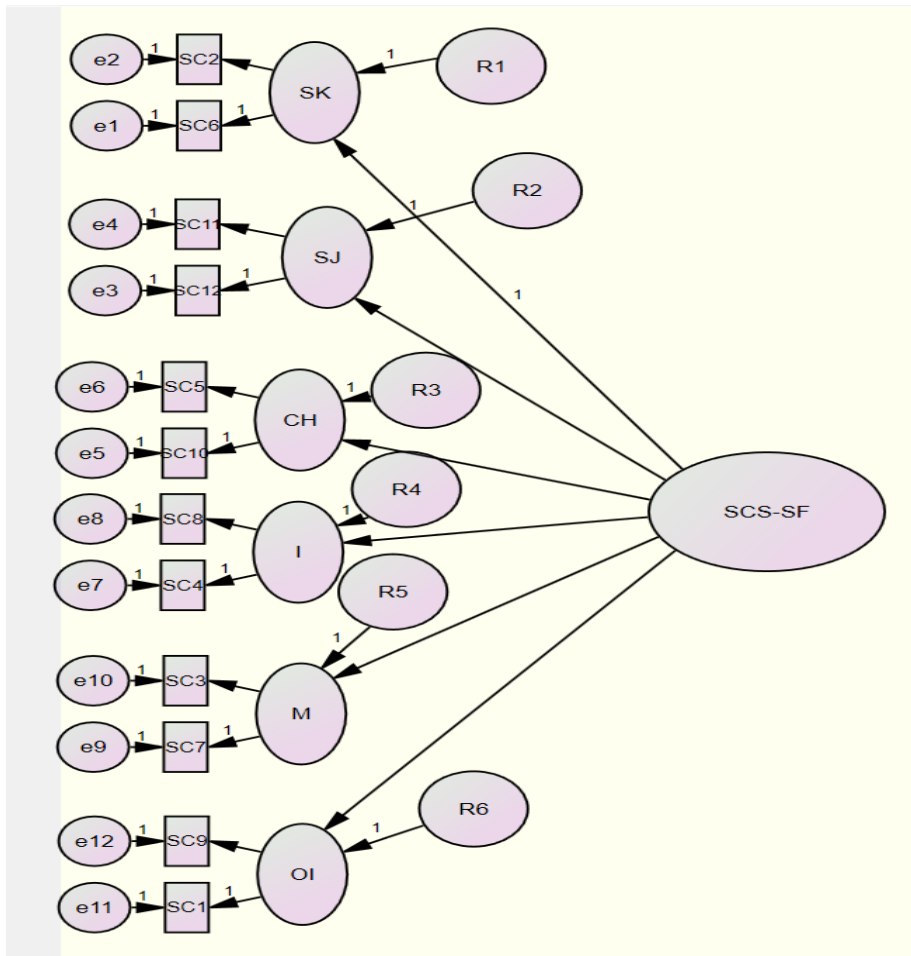 e2 1 SC2
SK
1
R1
e1 1 SC6 1
R2
e4 1 SC11
SJ
1
e3 1 SC12 1
1
e6 1 SC5
CH
1
R3
e5 1 SC10 1
R4
e8 1 SC8
I
1
SCS-SF
e7 1 SC4 1
R5
1
e10 1 SC3
M
e9 1 SC7 1
R6
1
e12 1 SC9
OI
e11 1 SC1 1